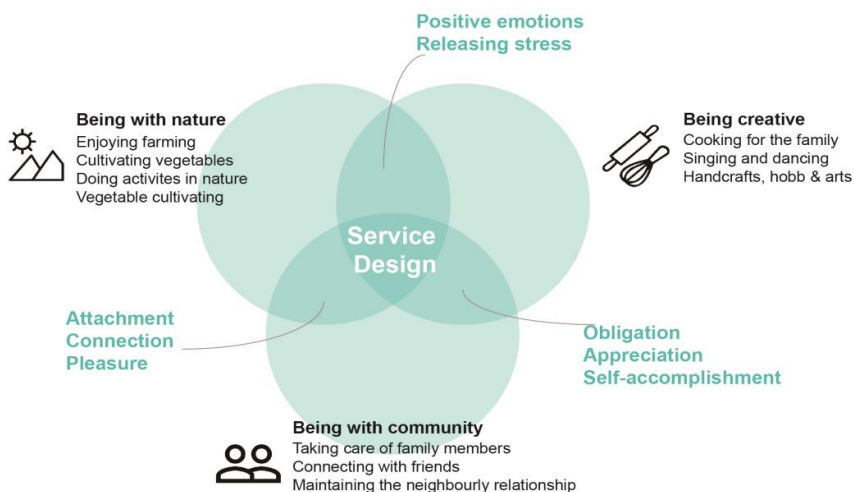 Positive emotions
Releasing stress
Being with nature
Enjoying farming
Cultivating vegetables
Doing activites in nature
Vegetable cultivating
Being creative
Cooking for the family
Singing and dancing
Handcrafts, hobb & arts
Service
Design
Attachment
Connection
Pleasure
Obligation
Appreciation
Self-accomplishment
Being with community
Taking care of family members
Connecting with friends
Maintaining the neighbourly relationship